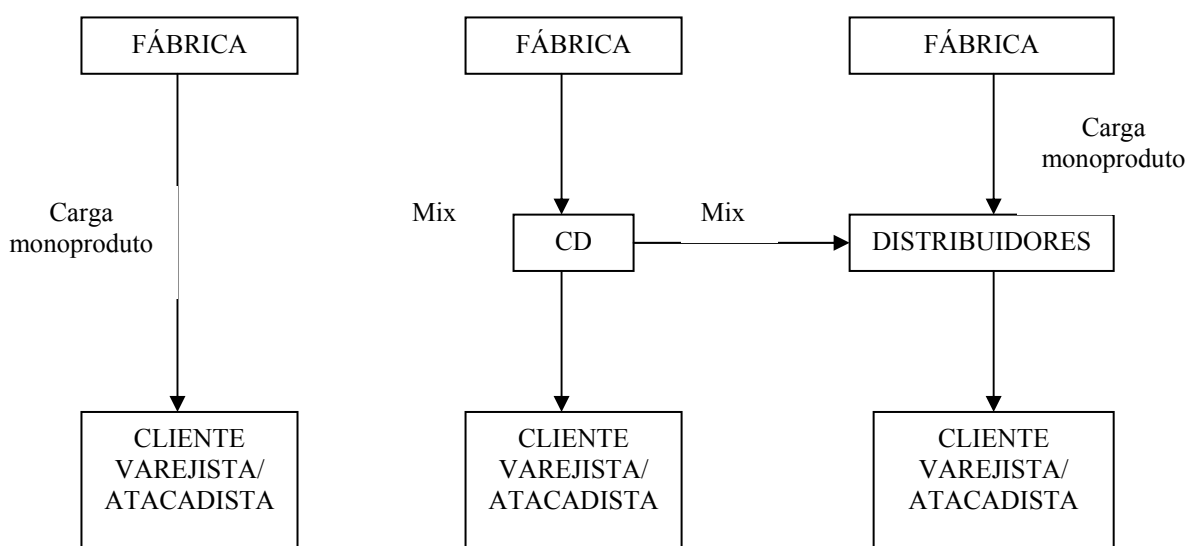 FÁBRICA
FÁBRICA
FÁBRICA
Carga
monoproduto
Carga
monoproduto
Mix
Mix
CD
DISTRIBUIDORES
CLIENTE
VAREJISTA/
ATACADISTA
CLIENTE
VAREJISTA/
ATACADISTA
CLIENTE
VAREJISTA/
ATACADISTA